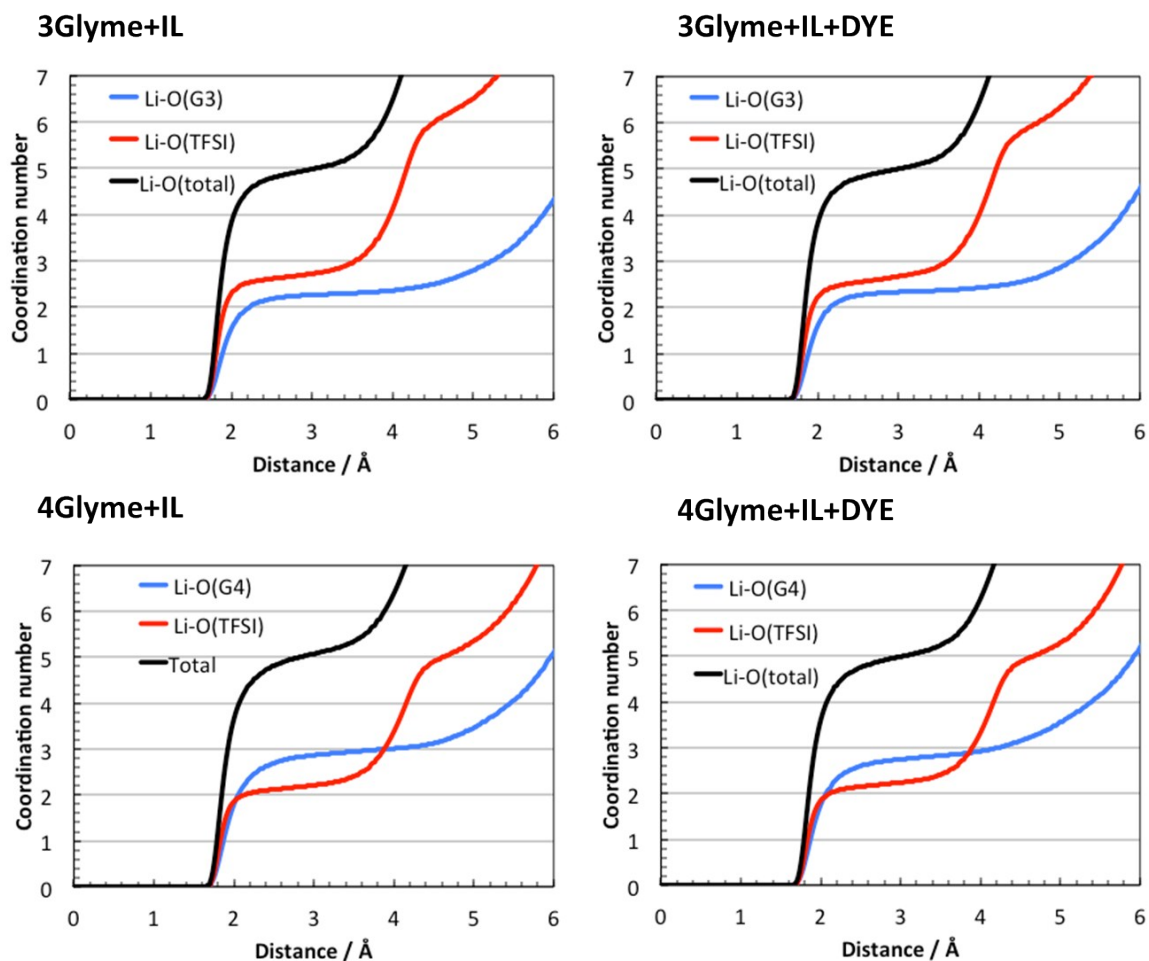 3Glyme+IL
3Glyme+IL+DYE
7
6
5
4
3
2
1
0
Coordination number
Li-O(G3)
Li-O(TFSI)
Li-O(total)
0 1 2 3 4 5 6
Distance / Å
7
6
5
4
3
2
1
0
Coordination number
Li-O(G3)
Li-O(TFSI)
Li-O(total)
0 1 2 3 4 5 6
Distance / Å
4Glyme+IL
4Glyme+IL+DYE
7
6
5
4
3
2
1
0
Coordination number
Li-O(G4)
Li-O(TFSI)
Total
0 1 2 3 4 5 6
Distance / Å
7
6
5
4
3
2
1
0
Coordination number
Li-O(G4)
Li-O(TFSI)
Li-O(total)
0 1 2 3 4 5 6
Distance / Å